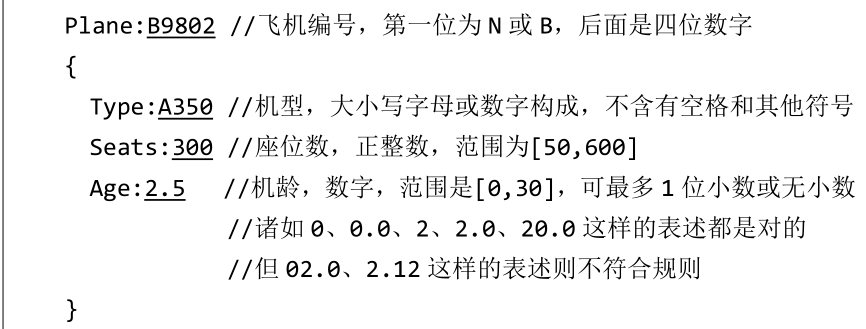 Plane:B9802 //飞机编号，第一位为 N 或 B，后面是四位数字
{
Type:A350 //机型，大小写字母或数字构成，不含有空格和其他符号
Seats:300 //座位数，正整数，范围为[50,600]
Age:2.5 //机龄，数字，范围是[0,30]，可最多 1 位小数或无小数
//诸如 0、0.0、2、2.0、20.0 这样的表述都是对的
//但 02.0、2.12 这样的表述则不符合规则
}